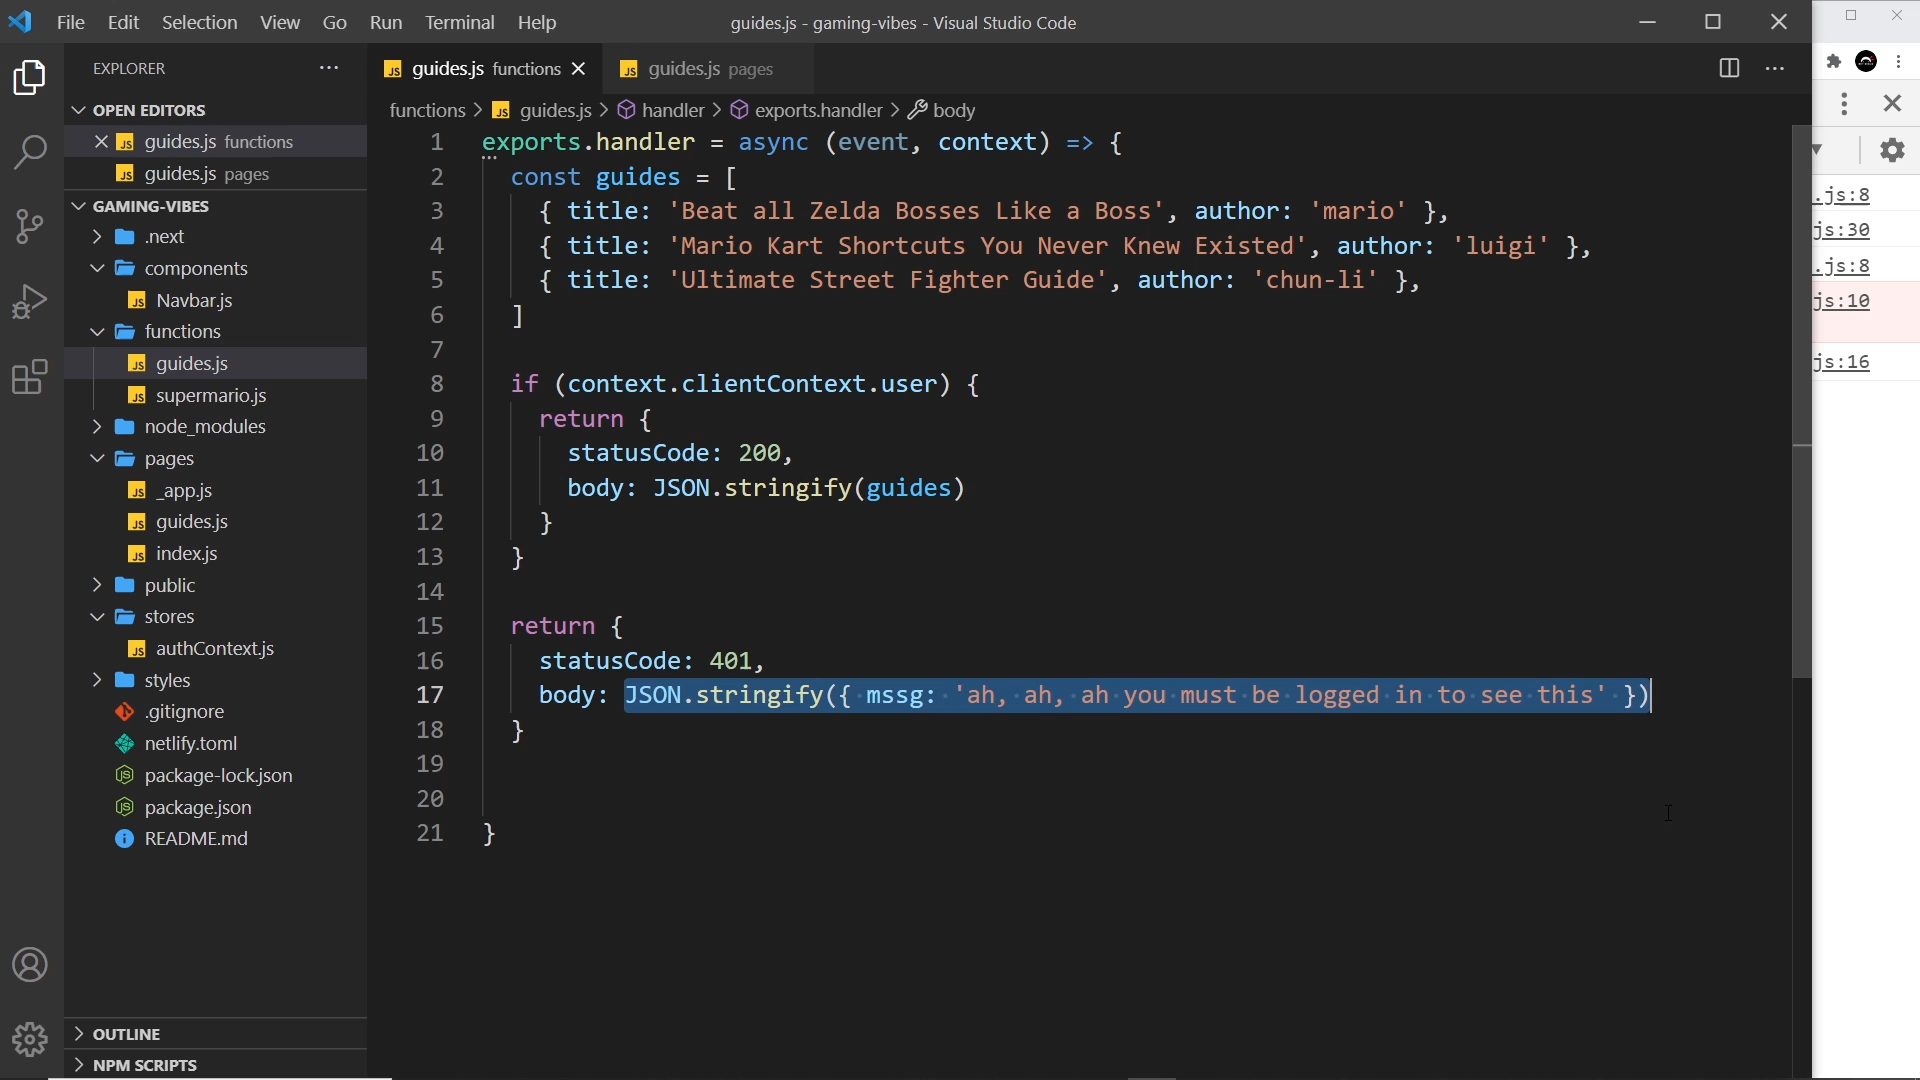 File Edit Selection View Go Run Terminal Help
guides.js - gaming-vibes - Visual Studio Code
EXPLORER
OPEN EDITORS
guides.js functions
guides.js pages
GAMING-VIBES
.next
components
Navbar.js
functions
guides.js
supermario.js
node_modules
pages
_app.js
guides.js
index.js
public
stores
authContext.js
styles
.gitignore
netlify.toml
package-lock.json
package.json
README.md
OUTLINE
NPM SCRIPTS
guides.js functions
guides.js pages
functions > guides.js > handler > exports.handler > body
1 exports.handler = async (event, context) => {
2 const guides = [
3 { title: 'Beat all Zelda Bosses Like a Boss', author: 'mario' },
4 { title: 'Mario Kart Shortcuts You Never Knew Existed', author: 'luigi' },
5 { title: 'Ultimate Street Fighter Guide', author: 'chun-li' },
6 ]
7
8 if (context.clientContext.user) {
9 return {
10 statusCode: 200,
11 body: JSON.stringify(guides)
12 }
13 }
14
15 return {
16 statusCode: 401,
17 body: JSON.stringify({ mssg: 'ah, ah, ah you must be logged in to see this' })
18 }
19
20
21 }
.js:8
js:30
.js:8
js:10
js:16